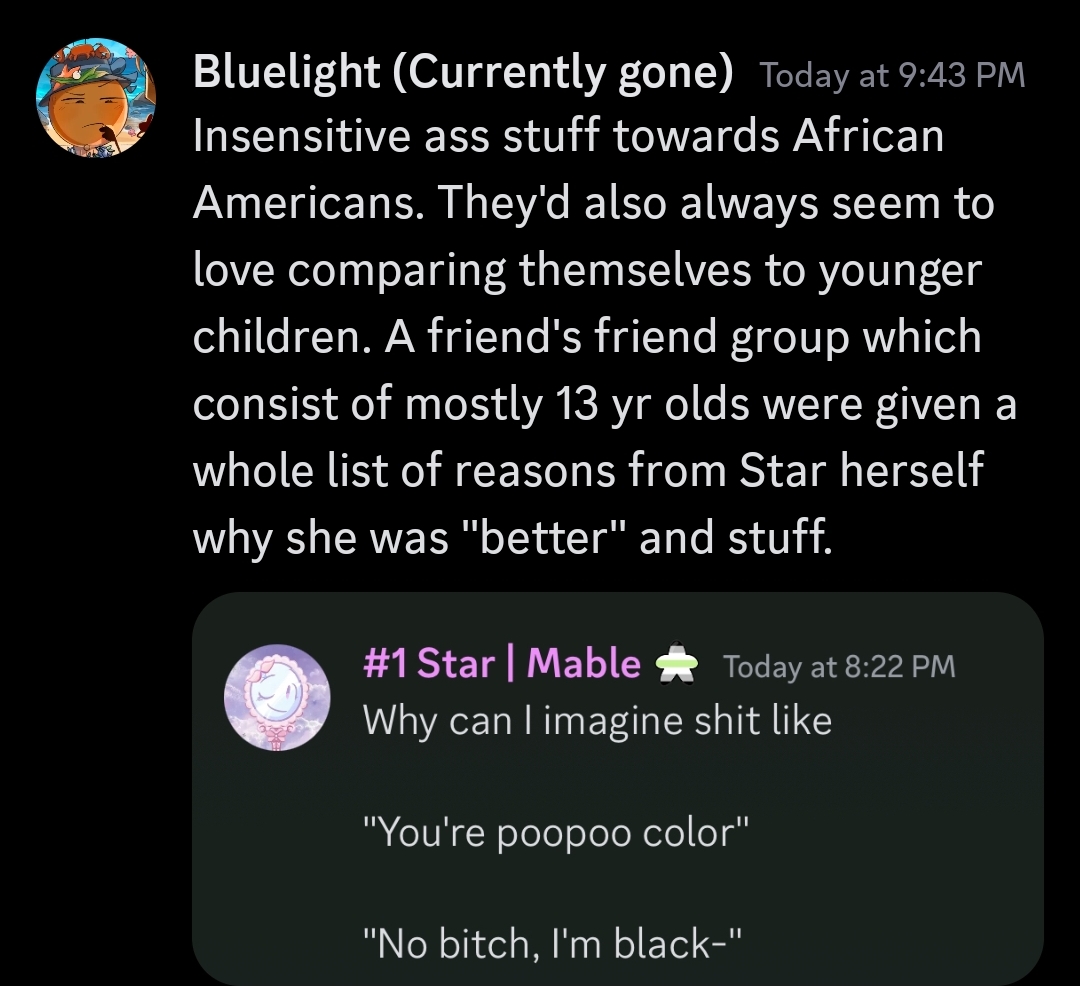 Bluelight (Currently gone) Today at 9:43 PM
Insensitive ass stuff towards African
Americans. They'd also always seem to
love comparing themselves to younger
children. A friend's friend group which
consist of mostly 13 yr olds were given a
whole list of reasons from Star herself
why she was "better" and stuff.
#1 Star | Mable Today at 8:22 PM
Why can I imagine shit like
"You're poopoo color"
"No bitch, I'm black-"